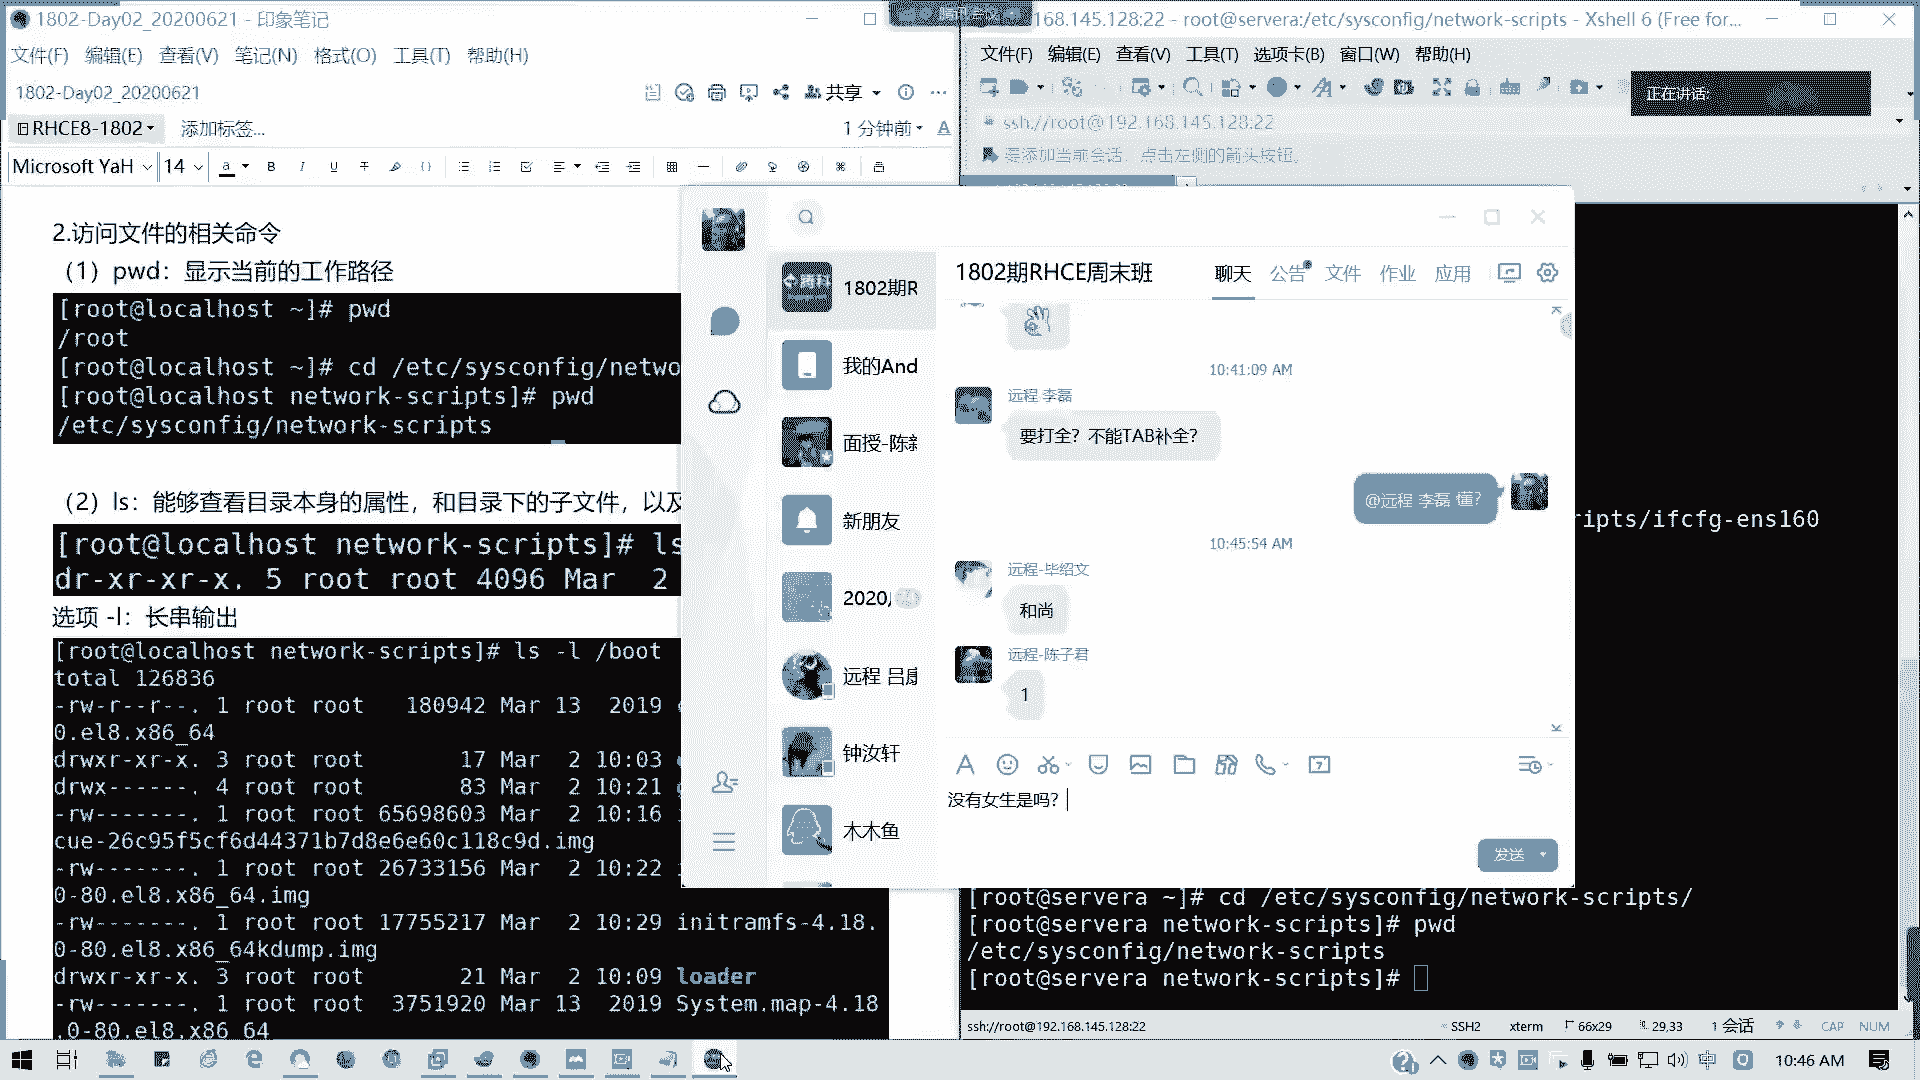 1802-Day02_20200621 - 印象笔记
文件(F) 编辑(E) 查看(V) 笔记(N) 格式(O) 工具(T) 帮助(H)
1802-Day02_20200621
共享
RHCE8-1802
添加标签...
1 分钟前
Microsoft YaH 14
2.访问文件的相关命令
（1）pwd：显示当前的工作路径
[root@localhost ~]# pwd
/root
[root@localhost ~]# cd /etc/sysconfig/netwo
[root@localhost network-scripts]# pwd
/etc/sysconfig/network-scripts
（2）ls：能够查看目录本身的属性，和目录下的子文件，以及
[root@localhost network-scripts]# ls
dr-xr-xr-x. 5 root root 4096 Mar 2
选项 -l：长串输出
[root@localhost network-scripts]# ls -l /boot
total 126836
-rw-r--r--. 1 root root 180942 Mar 13 2019
0.el8.x86_64
drwxr-xr-x. 3 root root 17 Mar 2 10:03
drwx------. 4 root root 83 Mar 2 10:21
-rw-------. 1 root root 65698603 Mar 2 10:16
cue-26c95f5cf6d44371b7d8e6e60c118c9d.img
-rw-------. 1 root root 26733156 Mar 2 10:22
0-80.el8.x86_64.img
-rw-------. 1 root root 17755217 Mar 2 10:29 initramfs-4.18.
0-80.el8.x86_64kdump.img
drwxr-xr-x. 3 root root 21 Mar 2 10:09 loader
-rw-------. 1 root root 3751920 Mar 13 2019 System.map-4.18
.0-80.el8.x86_64
168.145.128:22 - root@servera:/etc/sysconfig/network-scripts - Xshell 6 (Free for...
文件(F) 编辑(E) 查看(V) 工具(T) 选项卡(B) 窗口(W) 帮助(H)
正在讲话:
ssh://root@192.168.145.128:22
要添加当前会话，点击左侧的箭头按钮。
1802期R
我的And
面授-陈
新朋友
2020
远程 吕
钟汝轩
木木鱼
1802期RHCE周末班
聊天 公告 文件 作业 应用
10:41:09 AM
远程 李磊
要打全？不能TAB补全？
@远程 李磊 懂？
10:45:54 AM
远程-毕绍文
和尚
远程-陈子君
1
没有女生是吗？
发送
ripts/ifcfg-ens160
[root@servera ~]# cd /etc/sysconfig/network-scripts/
[root@servera network-scripts]# pwd
/etc/sysconfig/network-scripts
[root@servera network-scripts]#
ssh://root@192.168.145.128:22 SSH2 xterm 66x29 29,33 1 会话 CAP NUM
中
10:46 AM